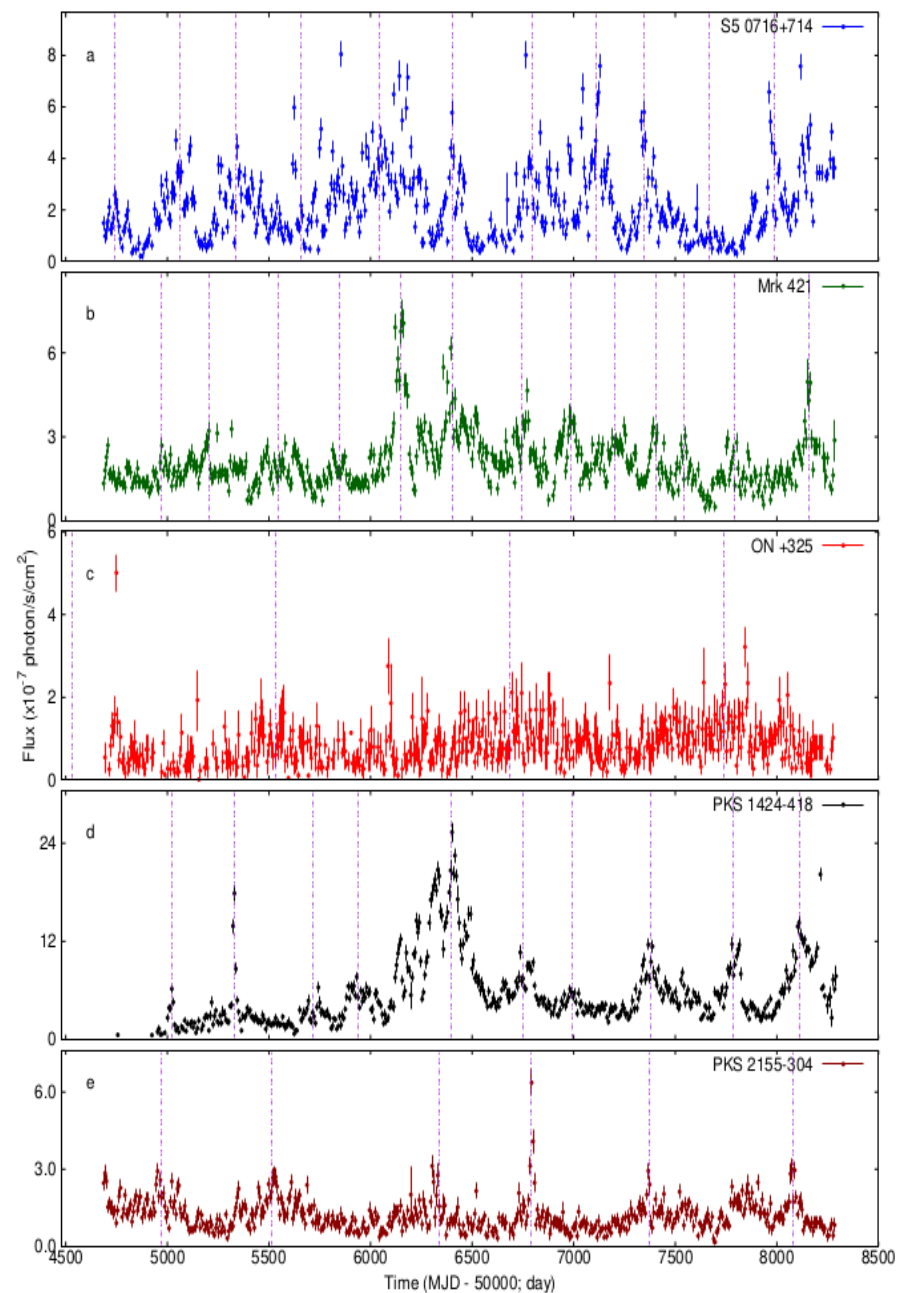 S5 0716+714
a
8
6
4
2
0
Mrk 421
b
6
3
0
ON +325
c
6
4
2
0
Flux (x10⁻⁷ photon/s/cm²)
PKS 1424-418
d
24
12
0
PKS 2155-304
e
6.0
3.0
0.0
4500 5000 5500 6000 6500 7000 7500 8000 8500
Time (MJD - 50000; day)